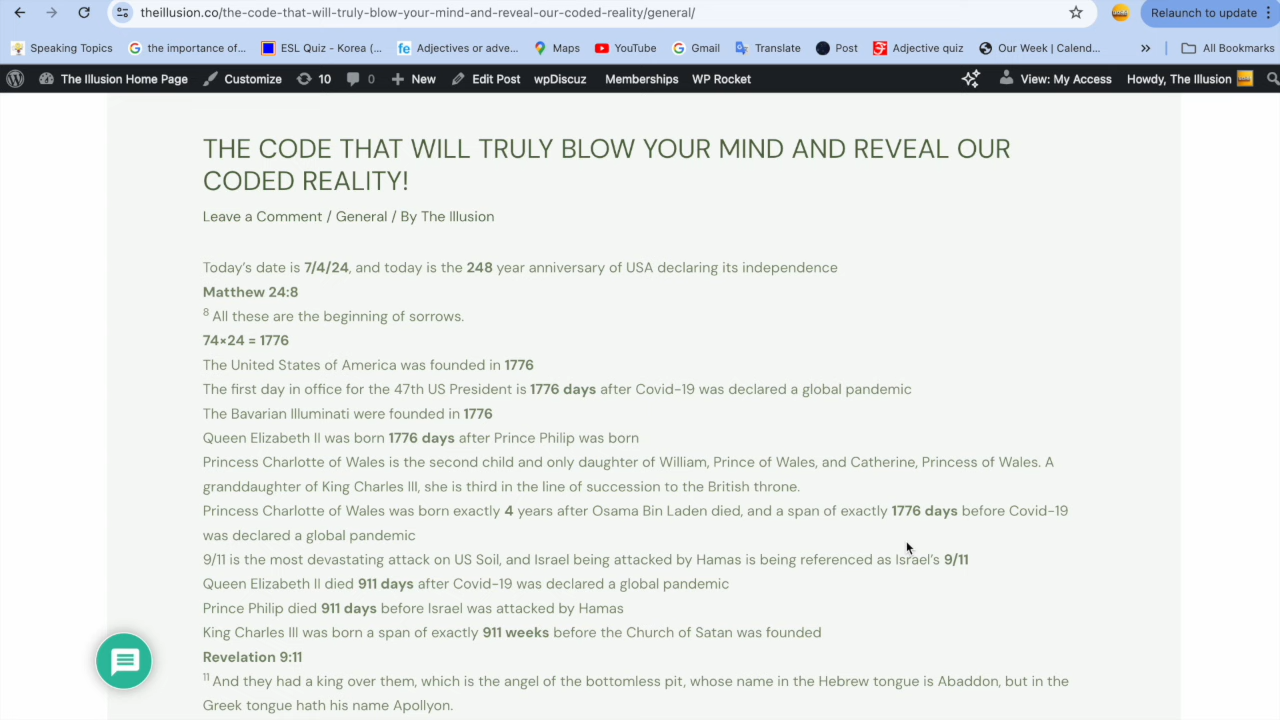 theillusion.co/the-code-that-will-truly-blow-your-mind-and-reveal-our-coded-reality/general/
Relaunch to update
Speaking Topics
the importance of...
ESL Quiz - Korea (...
Adjectives or adve...
Maps
YouTube
Gmail
Translate
Post
Adjective quiz
Our Week | Calend...
»
All Bookmarks
The Illusion Home Page
Customize
10
0
New
Edit Post
wpDiscuz
Memberships
WP Rocket
View: My Access
Howdy, The Illusion
THE CODE THAT WILL TRULY BLOW YOUR MIND AND REVEAL OUR
CODED REALITY!
Leave a Comment / General / By The Illusion
Today's date is 7/4/24, and today is the 248 year anniversary of USA declaring its independence
Matthew 24:8
8 All these are the beginning of sorrows.
74×24 = 1776
The United States of America was founded in 1776
The first day in office for the 47th US President is 1776 days after Covid-19 was declared a global pandemic
The Bavarian Illuminati were founded in 1776
Queen Elizabeth II was born 1776 days after Prince Philip was born
Princess Charlotte of Wales is the second child and only daughter of William, Prince of Wales, and Catherine, Princess of Wales. A
granddaughter of King Charles III, she is third in the line of succession to the British throne.
Princess Charlotte of Wales was born exactly 4 years after Osama Bin Laden died, and a span of exactly 1776 days before Covid-19
was declared a global pandemic
9/11 is the most devastating attack on US Soil, and Israel being attacked by Hamas is being referenced as Israel's 9/11
Queen Elizabeth II died 911 days after Covid-19 was declared a global pandemic
Prince Philip died 911 days before Israel was attacked by Hamas
King Charles III was born a span of exactly 911 weeks before the Church of Satan was founded
Revelation 9:11
11 And they had a king over them, which is the angel of the bottomless pit, whose name in the Hebrew tongue is Abaddon, but in the
Greek tongue hath his name Apollyon.